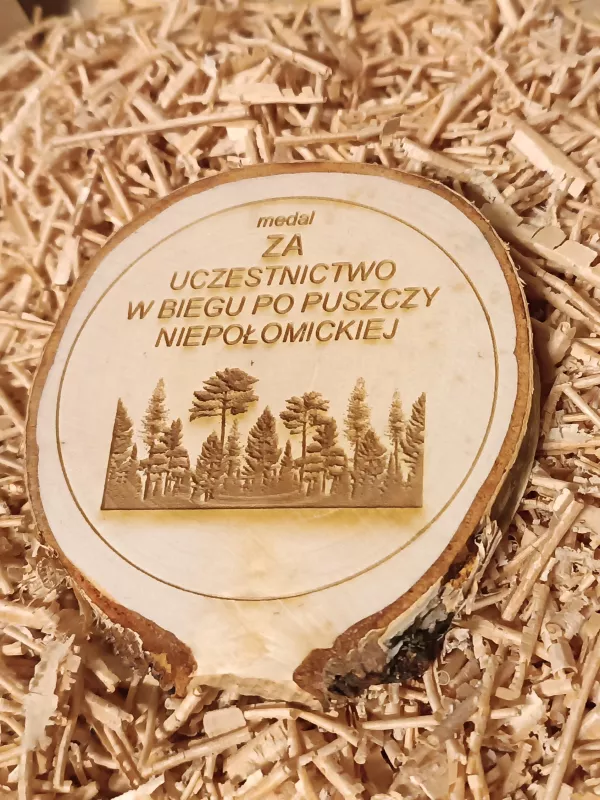 medal
ZA
UCZESTNICTWO
W BIEGU PO PUSZCZY
NIEPOŁOMICKIEJ